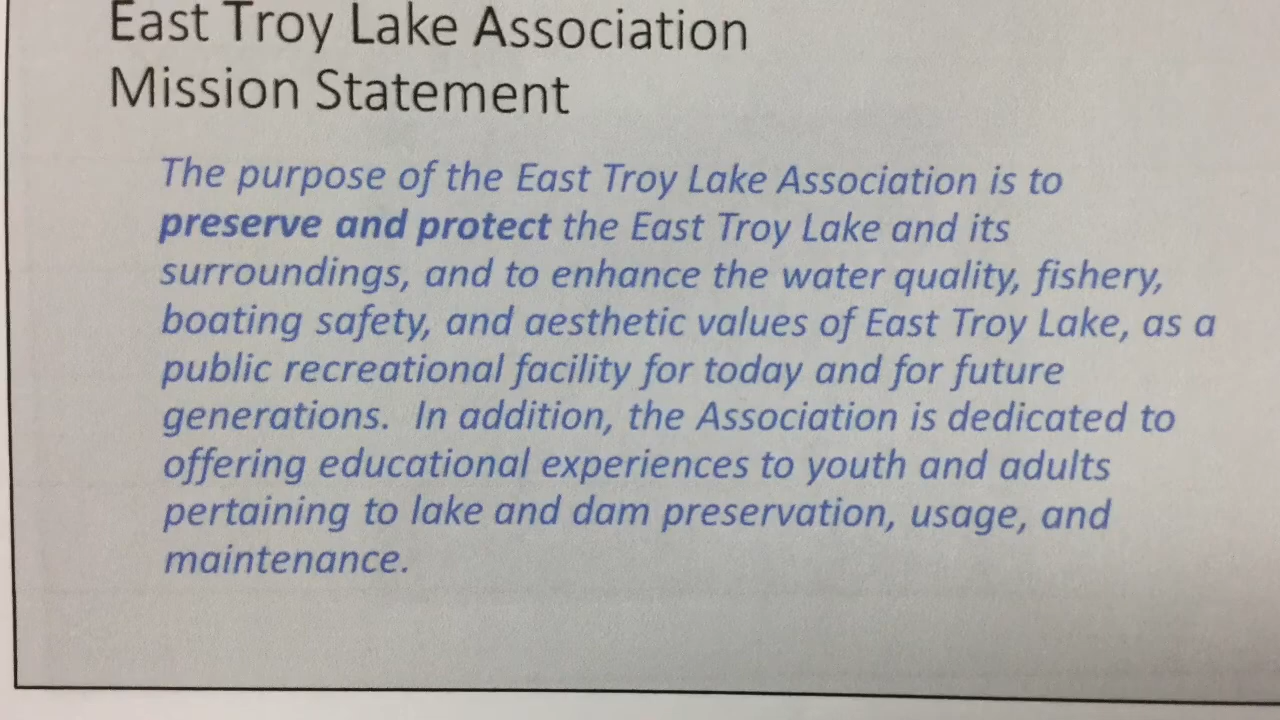 East Troy Lake Association
Mission Statement
The purpose of the East Troy Lake Association is to
preserve and protect the East Troy Lake and its
surroundings, and to enhance the water quality, fishery,
boating safety, and aesthetic values of East Troy Lake, as a
public recreational facility for today and for future
generations.  In addition, the Association is dedicated to
offering educational experiences to youth and adults
pertaining to lake and dam preservation, usage, and
maintenance.